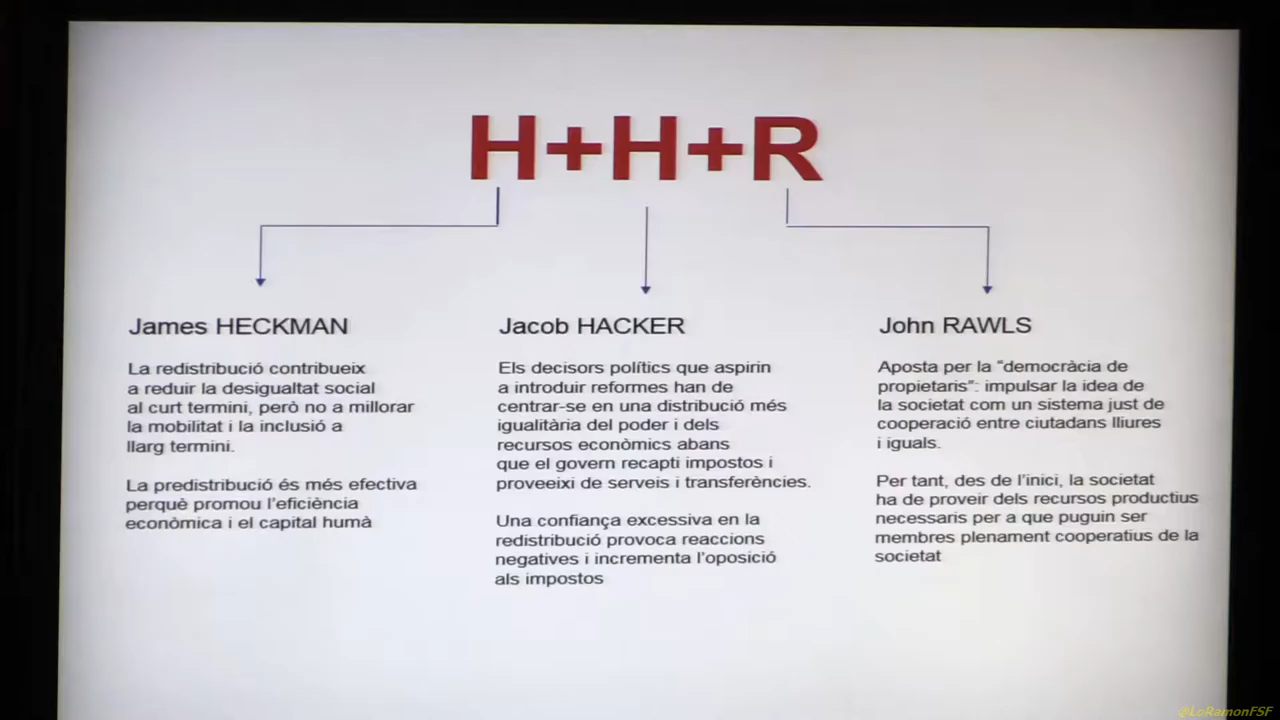 H+H+R
James HECKMAN
La redistribució contribueix
a reduir la desigualtat social
al curt termini, però no a millorar
la mobilitat i la inclusió a
llarg termini.
La predistribució és més efectiva
perquè promou l'eficiència
econòmica i el capital humà
Jacob HACKER
Els decisors polítics que aspirin
a introduir reformes han de
centrar-se en una distribució més
igualitària del poder i dels
recursos econòmics abans
que el govern recapti impostos i
proveeixi de serveis i transferències.
Una confiança excessiva en la
redistribució provoca reaccions
negatives i incrementa l'oposició
als impostos
John RAWLS
Aposta per la "democràcia de
propietaris": impulsar la idea de
la societat com un sistema just de
cooperació entre ciutadans lliures
i iguals.
Per tant, des de l'inici, la societat
ha de proveir dels recursos productius
necessaris per a que puguin ser
membres plenament cooperatius de la
societat
@LoRamonFSF